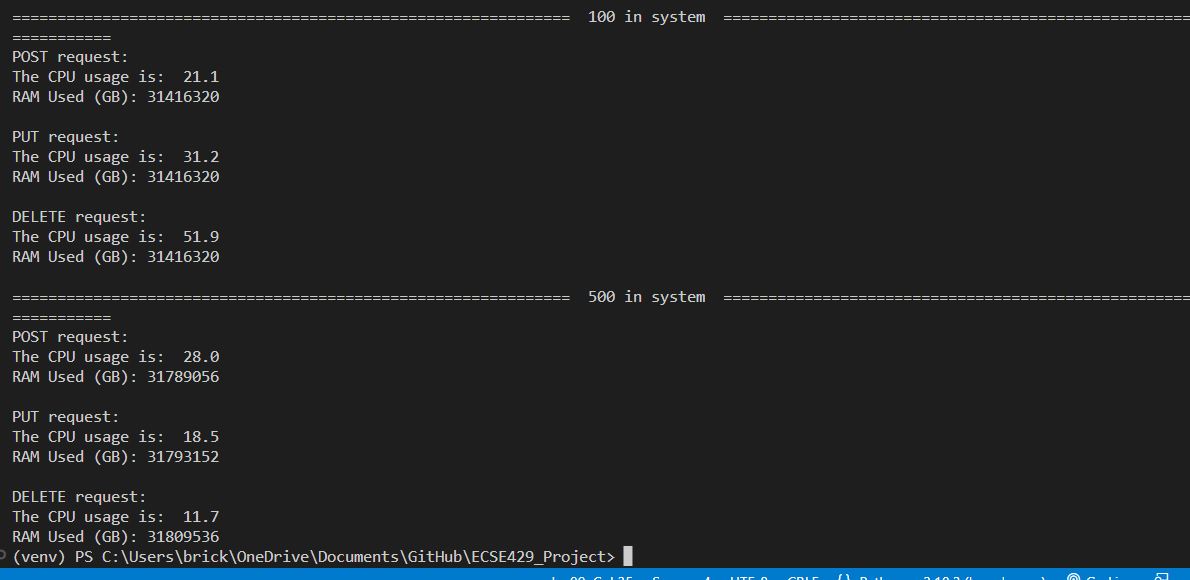 ==============================================================  100 in system  ====================================================
===========
POST request:
The CPU usage is:  21.1
RAM Used (GB): 31416320
PUT request:
The CPU usage is:  31.2
RAM Used (GB): 31416320
DELETE request:
The CPU usage is:  51.9
RAM Used (GB): 31416320
==============================================================  500 in system  ====================================================
===========
POST request:
The CPU usage is:  28.0
RAM Used (GB): 31789056
PUT request:
The CPU usage is:  18.5
RAM Used (GB): 31793152
DELETE request:
The CPU usage is:  11.7
RAM Used (GB): 31809536
(venv) PS C:\Users\brick\OneDrive\Documents\GitHub\ECSE429_Project>